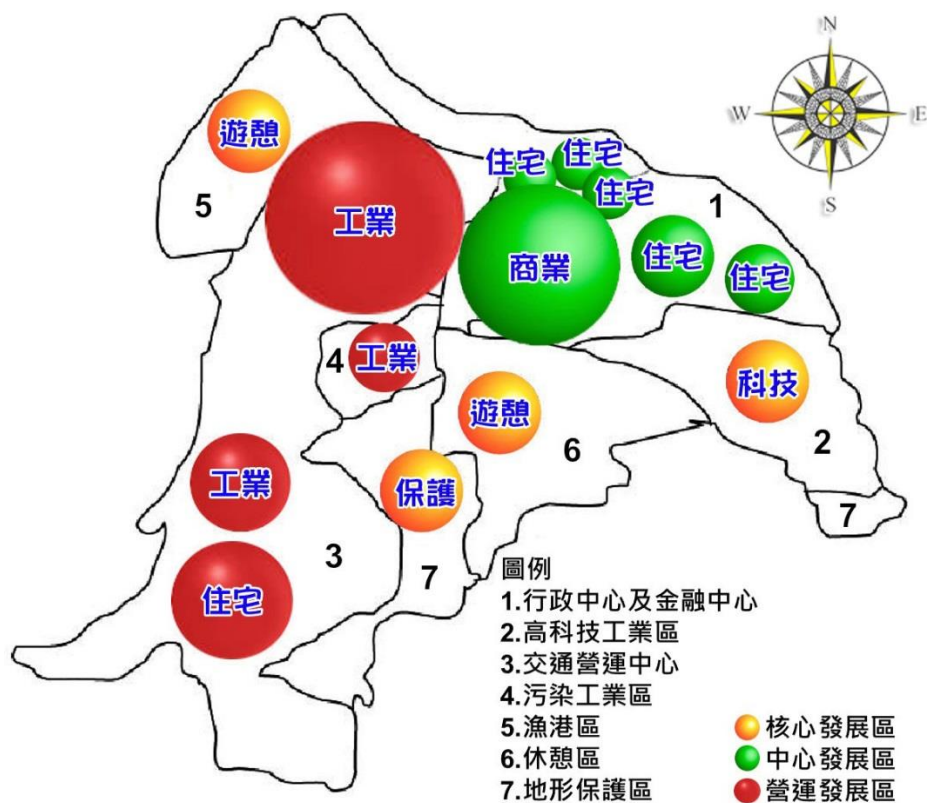 N
W
E
S
遊憩
5
工業
住宅
住宅
住宅
1
商業
住宅
住宅
4
工業
科技
遊憩
6
2
工業
保護
7
3
7
住宅
圖例
1.行政中心及金融中心
2.高科技工業區
3.交通營運中心
4.污染工業區
5.漁港區
6.休憩區
7.地形保護區
核心發展區
中心發展區
營運發展區